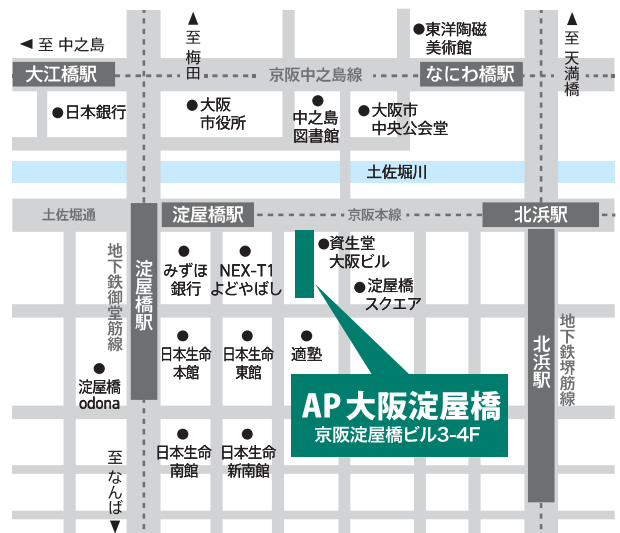 至 中之島
至 梅田
東洋陶磁
美術館
至 天満橋
大江橋駅
京阪中之島線
なにわ橋駅
日本銀行
大阪
市役所
中之島
図書館
大阪市
中央公会堂
土佐堀川
土佐堀通
淀屋橋駅
京阪本線
北浜駅
地下鉄御堂筋線
淀屋橋駅
みずほ
銀行
NEX-T1
よどやばし
資生堂
大阪ビル
淀屋橋
スクエア
日本生命
本館
日本生命
東館
適塾
北浜駅
地下鉄堺筋線
淀屋橋
odona
AP 大阪淀屋橋
京阪淀屋橋ビル3-4F
日本生命
南館
日本生命
新南館
至 なんば